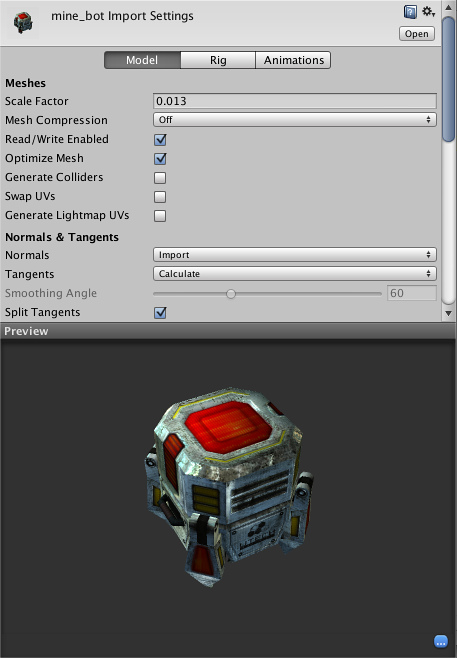 mine_bot Import Settings
Open
Model Rig Animations
Meshes
Scale Factor 0.013
Mesh Compression Off
Read/Write Enabled
Optimize Mesh
Generate Colliders
Swap UVs
Generate Lightmap UVs
Normals & Tangents
Normals Import
Tangents Calculate
Smoothing Angle 60
Split Tangents
Preview